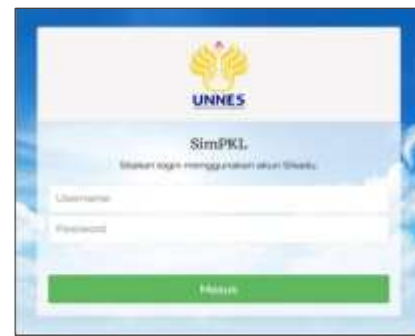 UNNES
SimPKL
Silakan login menggunakan akun Sikadu.
Username
Password
Masuk